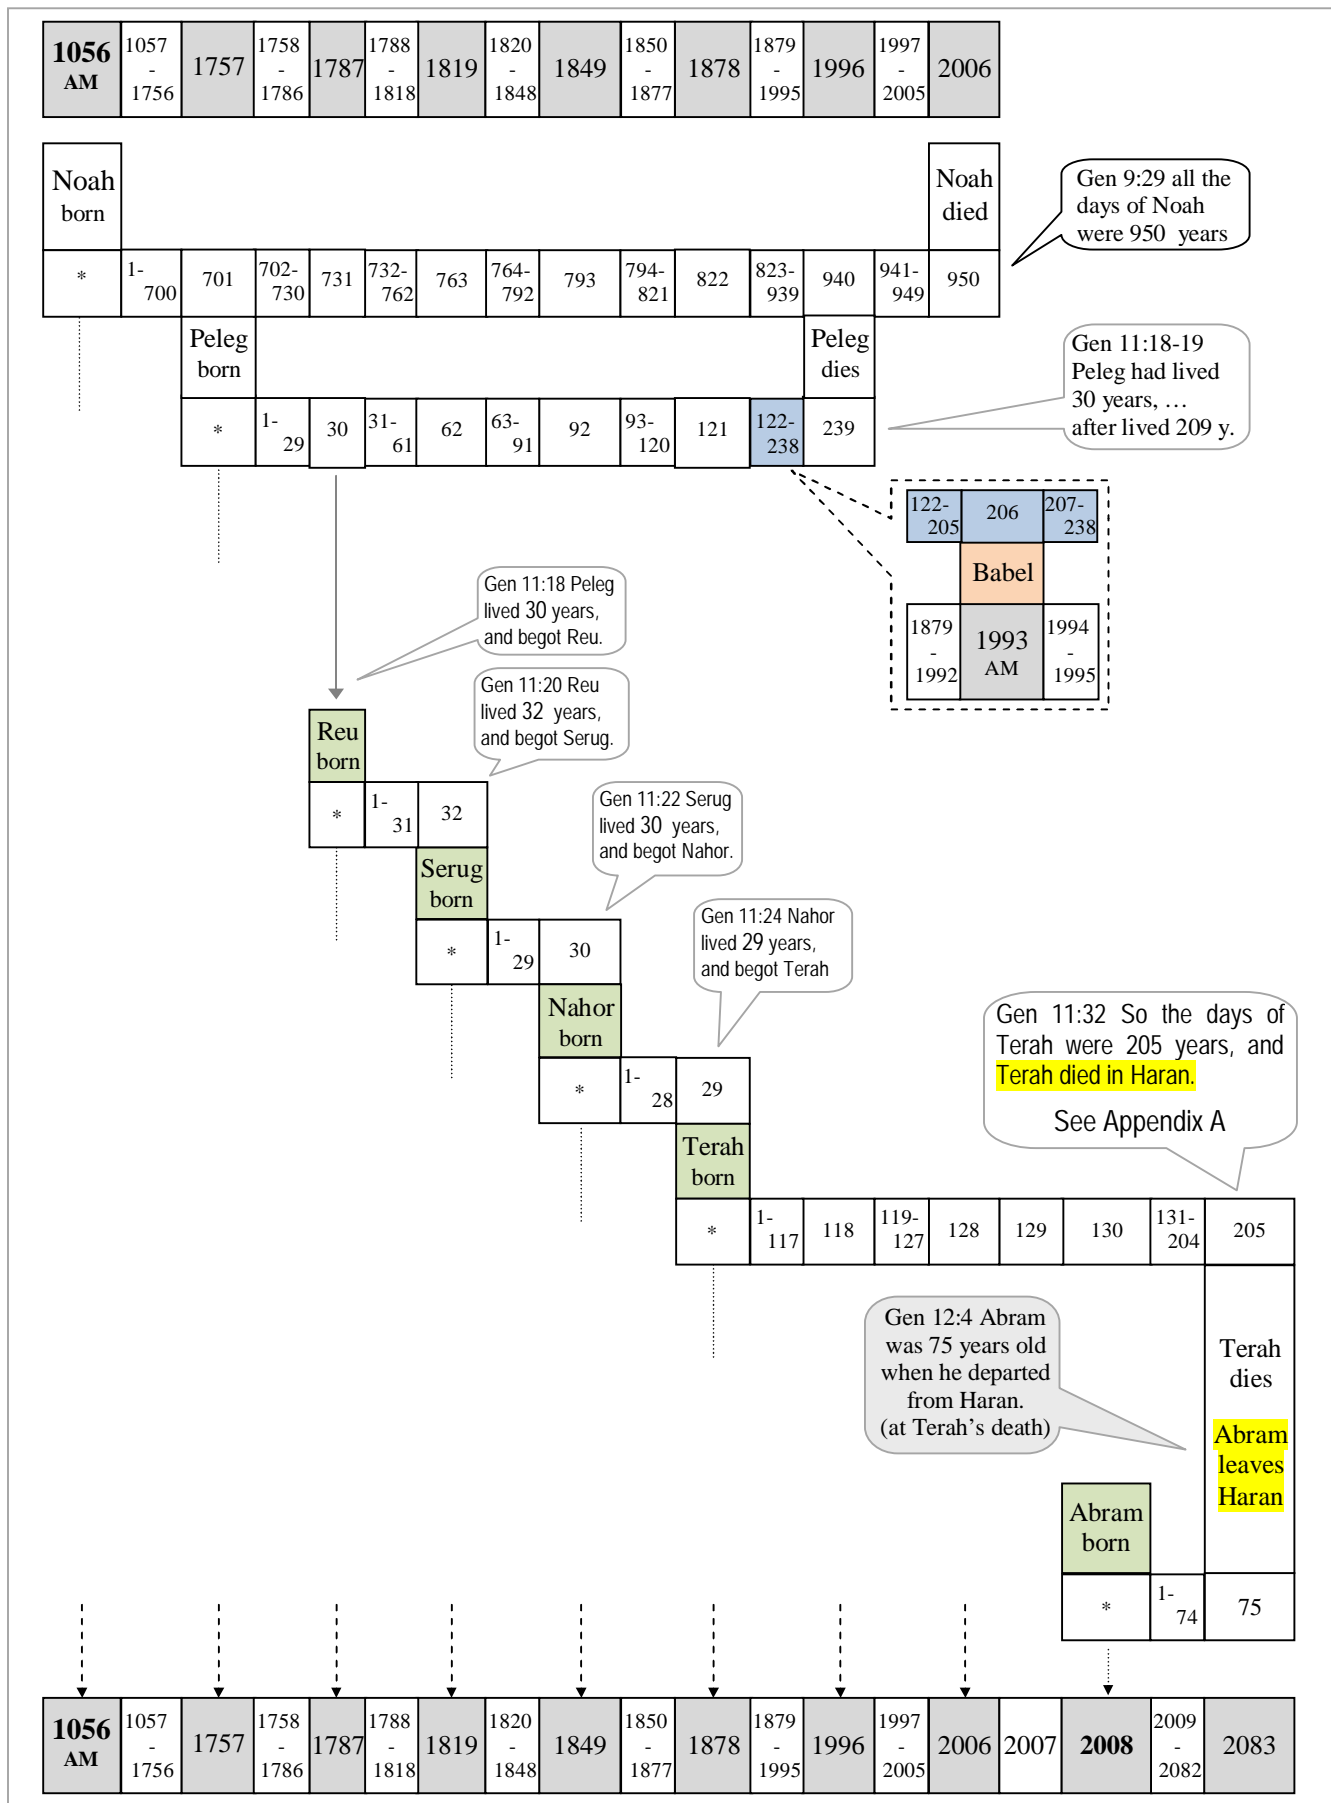 1056 1057 1757 1758 1787 1788 1819 1820 1849 1850 1878 1879 1996 1997 2006
AM - - - - - - -
1756 1786 1818 1848 1877 1995 2005
Noah
born
Noah
died
Gen 9:29 all the
days of Noah
were 950 years
* 1- 701 702- 731 732- 763 764- 793 794- 822 823- 940 941- 950
700 730 762 792 821 939 949
Peleg
born
Peleg
dies
Gen 11:18-19
Peleg had lived
30 years, …
after lived 209 y.
* 1- 30 31- 62 63- 92 93- 121 122- 239
29 61 91 120 238
122- 206 207-
205 238
Babel
1879 1993 1994
- AM -
1992 1995
Gen 11:18 Peleg
lived 30 years,
and begot Reu.
Gen 11:20 Reu
lived 32 years,
and begot Serug.
Reu
born
* 1- 32
31
Gen 11:22 Serug
lived 30 years,
and begot Nahor.
Serug
born
* 1- 30
29
Gen 11:24 Nahor
lived 29 years,
and begot Terah
Nahor
born
* 1- 29
28
Gen 11:32 So the days of
Terah were 205 years, and
Terah died in Haran.
See Appendix A
Terah
born
* 1- 118 119- 128 129 130 131- 205
117 127 204
Gen 12:4 Abram
was 75 years old
when he departed
from Haran.
(at Terah’s death)
Terah
dies
Abram
leaves
Haran
Abram
born
* 1- 75
74
1056 1057 1757 1758 1787 1788 1819 1820 1849 1850 1878 1879 1996 1997 2006 2007 2008 2009 2083
AM - - - - - - - -
1756 1786 1818 1848 1877 1995 2005 2082